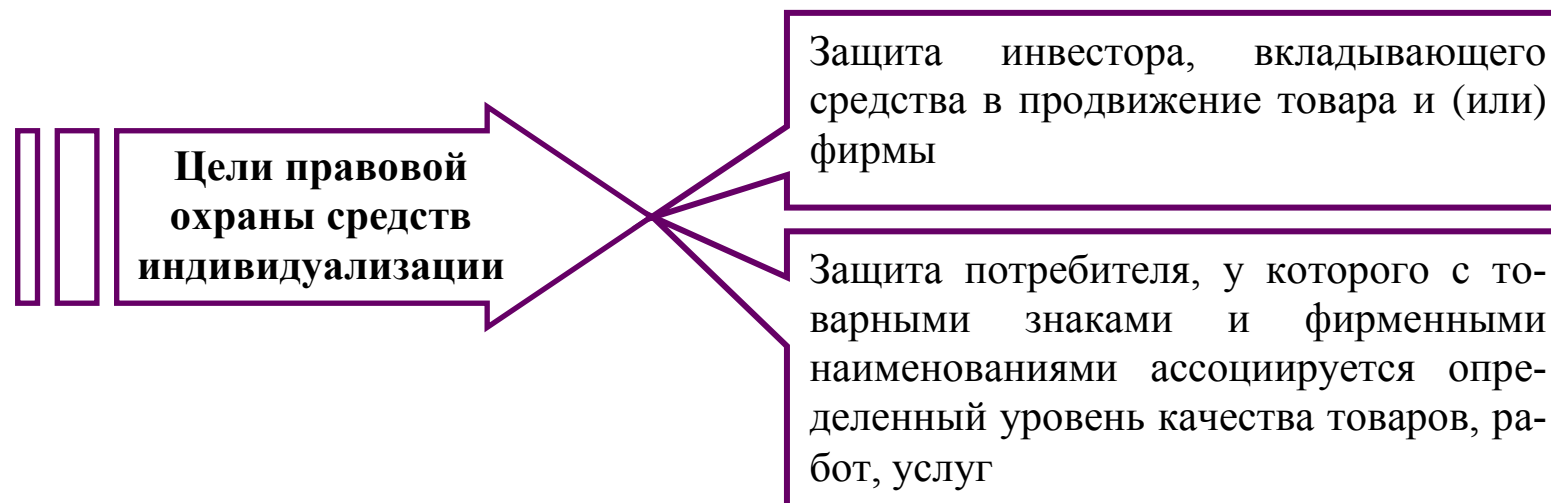 Цели правовой
охраны средств
индивидуализации
Защита инвестора, вкладывающего
средства в продвижение товара и (или)
фирмы
Защита потребителя, у которого с то-
варными знаками и фирменными
наименованиями ассоциируется опре-
деленный уровень качества товаров, ра-
бот, услуг